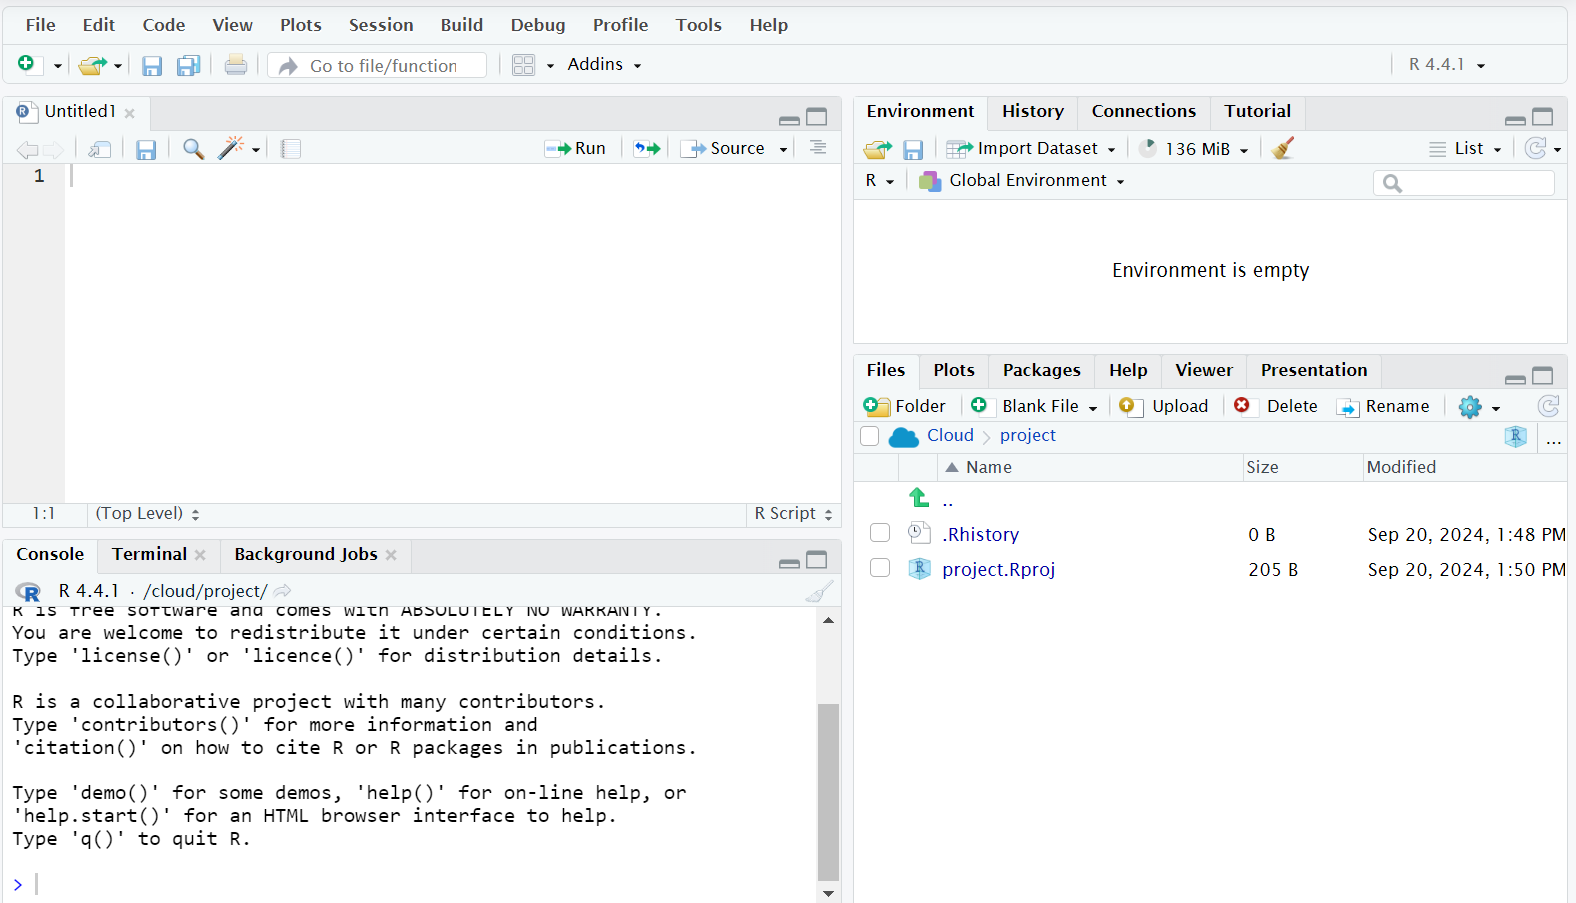 File Edit Code View Plots Session Build Debug Profile Tools Help
Go to file/function Addins R 4.4.1
Untitled1
Run Source
1
1:1 (Top Level) R Script
Console Terminal Background Jobs
R 4.4.1 · /cloud/project/
R is free software and comes with ABSOLUTELY NO WARRANTY.
You are welcome to redistribute it under certain conditions.
Type 'license()' or 'licence()' for distribution details.
R is a collaborative project with many contributors.
Type 'contributors()' for more information and
'citation()' on how to cite R or R packages in publications.
Type 'demo()' for some demos, 'help()' for on-line help, or
'help.start()' for an HTML browser interface to help.
Type 'q()' to quit R.
>
Environment History Connections Tutorial
Import Dataset 136 MiB List
R Global Environment
Environment is empty
Files Plots Packages Help Viewer Presentation
Folder Blank File Upload Delete Rename
Cloud project R ...
Name Size Modified
..
.Rhistory 0 B Sep 20, 2024, 1:48 PM
project.Rproj 205 B Sep 20, 2024, 1:50 PM